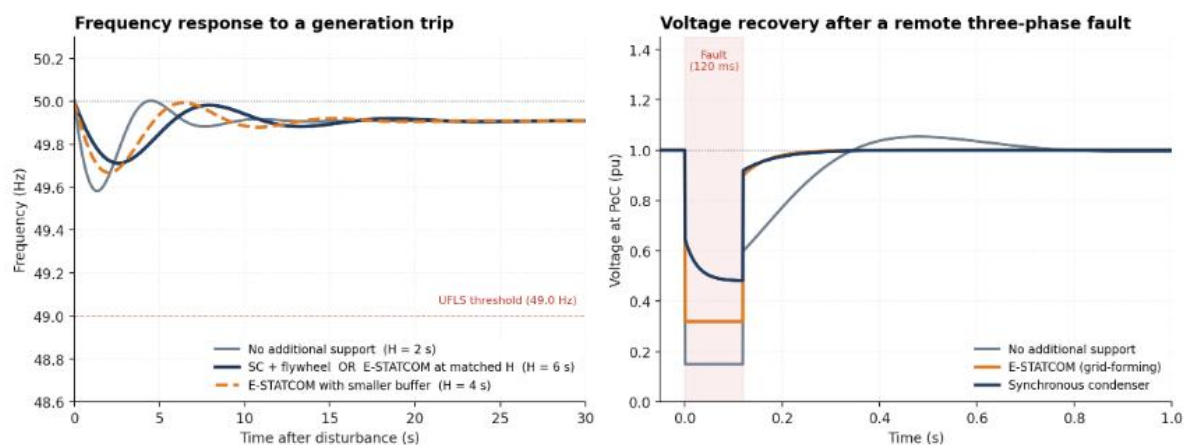 Frequency response to a generation trip
50.2
50.0
49.8
49.6
49.4
49.2
49.0
48.8
48.6
Frequency (Hz)
UFLS threshold (49.0 Hz)
No additional support (H = 2 s)
SC + flywheel OR E-STATCOM at matched H (H = 6 s)
E-STATCOM with smaller buffer (H = 4 s)
0 5 10 15 20 25 30
Time after disturbance (s)
Voltage recovery after a remote three-phase fault
1.4
1.2
1.0
0.8
0.6
0.4
0.2
0.0
Voltage at PoC (pu)
Fault
(120 ms)
No additional support
E-STATCOM (grid-forming)
Synchronous condenser
0.0 0.2 0.4 0.6 0.8 1.0
Time (s)